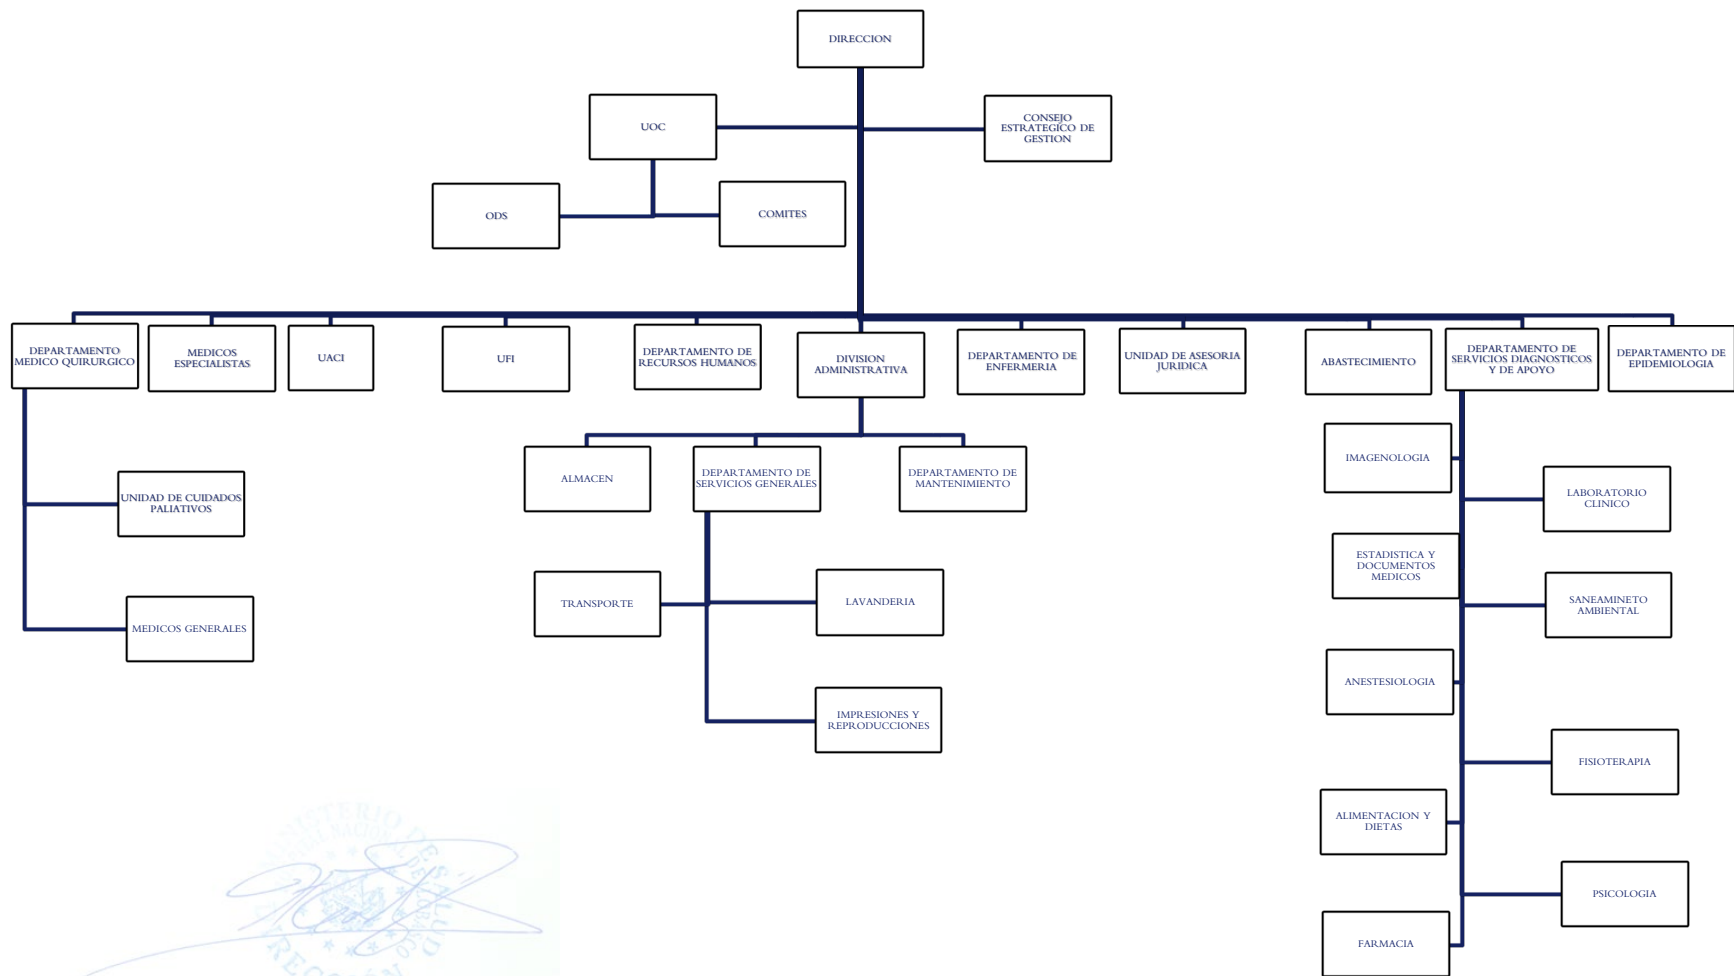 DIRECCION
UOC
CONSEJO
ESTRATEGICO DE
GESTION
ODS
COMITES
DEPARTAMENTO
MEDICO QUIRURGICO
MEDICOS
ESPECIALISTAS
UACI
UFI
DEPARTAMENTO DE
RECURSOS HUMANOS
DIVISION
ADMINISTRATIVA
DEPARTAMENTO DE
ENFERMERIA
UNIDAD DE ASESORIA
JURIDICA
ABASTECIMIENTO
DEPARTAMENTO DE
SERVICIOS DIAGNOSTICOS
Y DE APOYO
DEPARTAMENTO DE
EPIDEMIOLOGIA
UNIDAD DE CUIDADOS
PALIATIVOS
MEDICOS GENERALES
ALMACEN
DEPARTAMENTO DE
SERVICIOS GENERALES
DEPARTAMENTO DE
MANTENIMIENTO
TRANSPORTE
LAVANDERIA
IMPRESIONES Y
REPRODUCCIONES
IMAGENOLOGIA
LABORATORIO
CLINICO
ESTADISTICA Y
DOCUMENTOS
MEDICOS
SANEAMINETO
AMBIENTAL
ANESTESIOLOGIA
FISIOTERAPIA
ALIMENTACION Y
DIETAS
PSICOLOGIA
FARMACIA